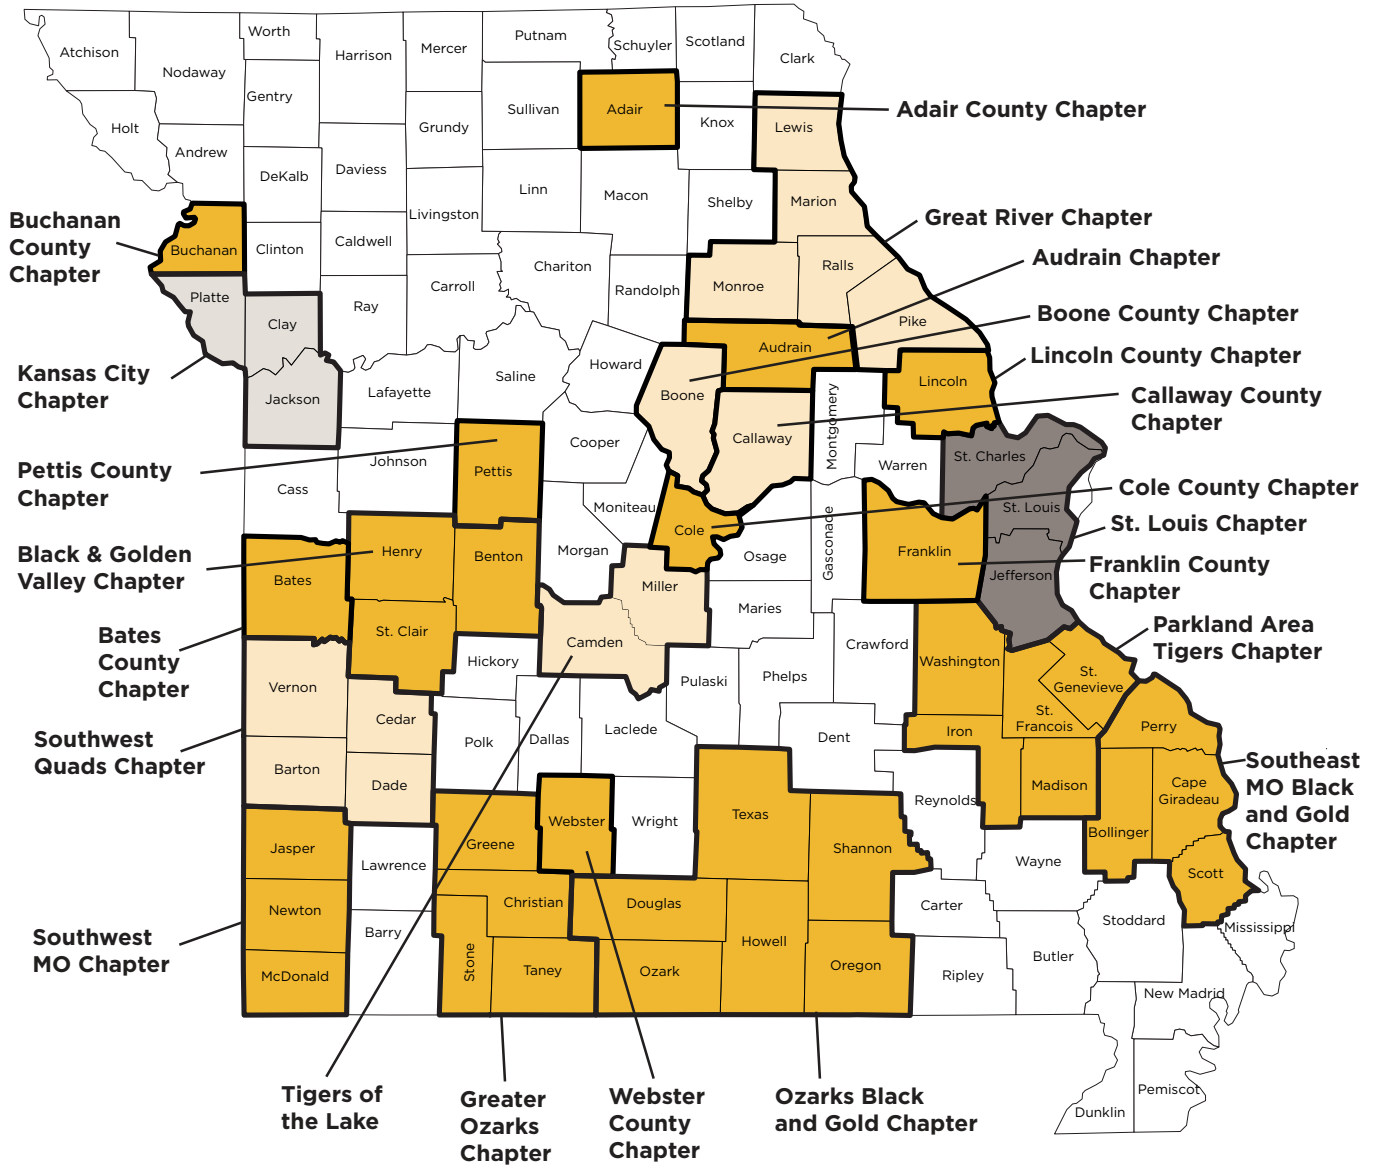 Atchison
Nodaway
Worth
Harrison
Mercer
Putnam
Schuyler
Scotland
Clark
Gentry
Holt
Andrew
DeKalb
Daviess
Grundy
Sullivan
Adair
Knox
Lewis
Adair County Chapter
Linn
Macon
Shelby
Marion
Livingston
Buchanan
County
Chapter
Buchanan
Clinton
Caldwell
Great River Chapter
Chariton
Ralls
Audrain Chapter
Monroe
Randolph
Carroll
Platte
Ray
Clay
Pike
Boone County Chapter
Audrain
Lincoln County Chapter
Kansas City
Chapter
Jackson
Lafayette
Saline
Howard
Boone
Lincoln
Callaway County
Chapter
Montgomery
Callaway
Cooper
St. Charles
Warren
Pettis County
Chapter
Johnson
Pettis
Cass
Moniteau
Cole County Chapter
St. Louis
St. Louis Chapter
Cole
Gasconade
Osage
Franklin
Franklin County
Chapter
Jefferson
Black & Golden
Valley Chapter
Henry
Benton
Morgan
Bates
Miller
Maries
Parkland Area
Tigers Chapter
Bates
County
Chapter
St. Clair
Camden
Crawford
Hickory
Washington
St.
Genevieve
Pulaski
Phelps
Vernon
Cedar
St.
Francois
Perry
Southwest
Quads Chapter
Polk
Dallas
Laclede
Dent
Iron
Barton
Dade
Madison
Cape
Giradeau
Southeast
MO Black
and Gold
Chapter
Reynolds
Texas
Webster
Wright
Bollinger
Jasper
Greene
Shannon
Lawrence
Wayne
Scott
Newton
Christian
Douglas
Carter
Stoddard
Mississippi
Southwest
MO Chapter
Barry
Howell
McDonald
Stone
Taney
Ozark
Oregon
Ripley
Butler
New Madrid
Pemiscot
Dunklin
Tigers of
the Lake
Greater
Ozarks
Chapter
Webster
County
Chapter
Ozarks Black
and Gold Chapter